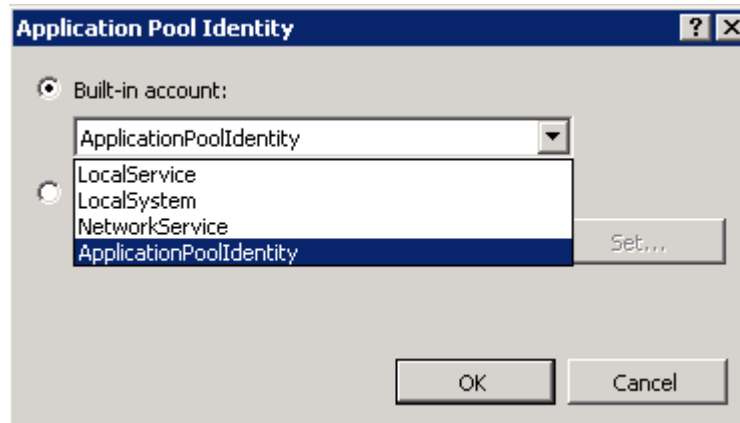 Application Pool Identity
Built-in account:
ApplicationPoolIdentity
LocalService
LocalSystem
NetworkService
ApplicationPoolIdentity
Set...
OK
Cancel